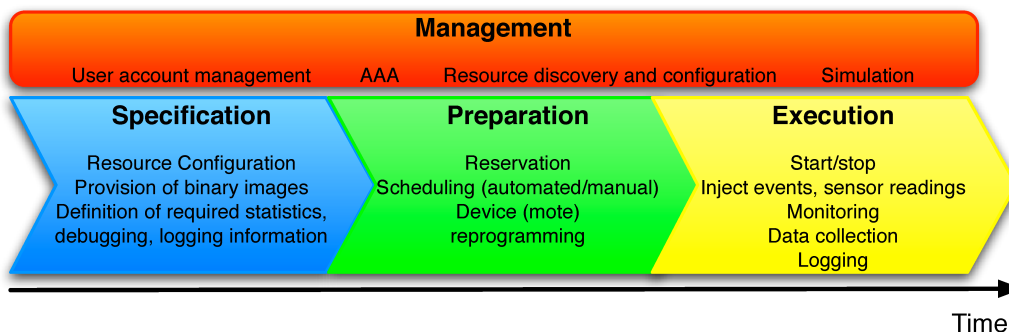 Management
User account management AAA Resource discovery and configuration Simulation
Specification
Resource Configuration
Provision of binary images
Definition of required statistics,
debugging, logging information
Preparation
Reservation
Scheduling (automated/manual)
Device (mote)
reprogramming
Execution
Start/stop
Inject events, sensor readings
Monitoring
Data collection
Logging
Time